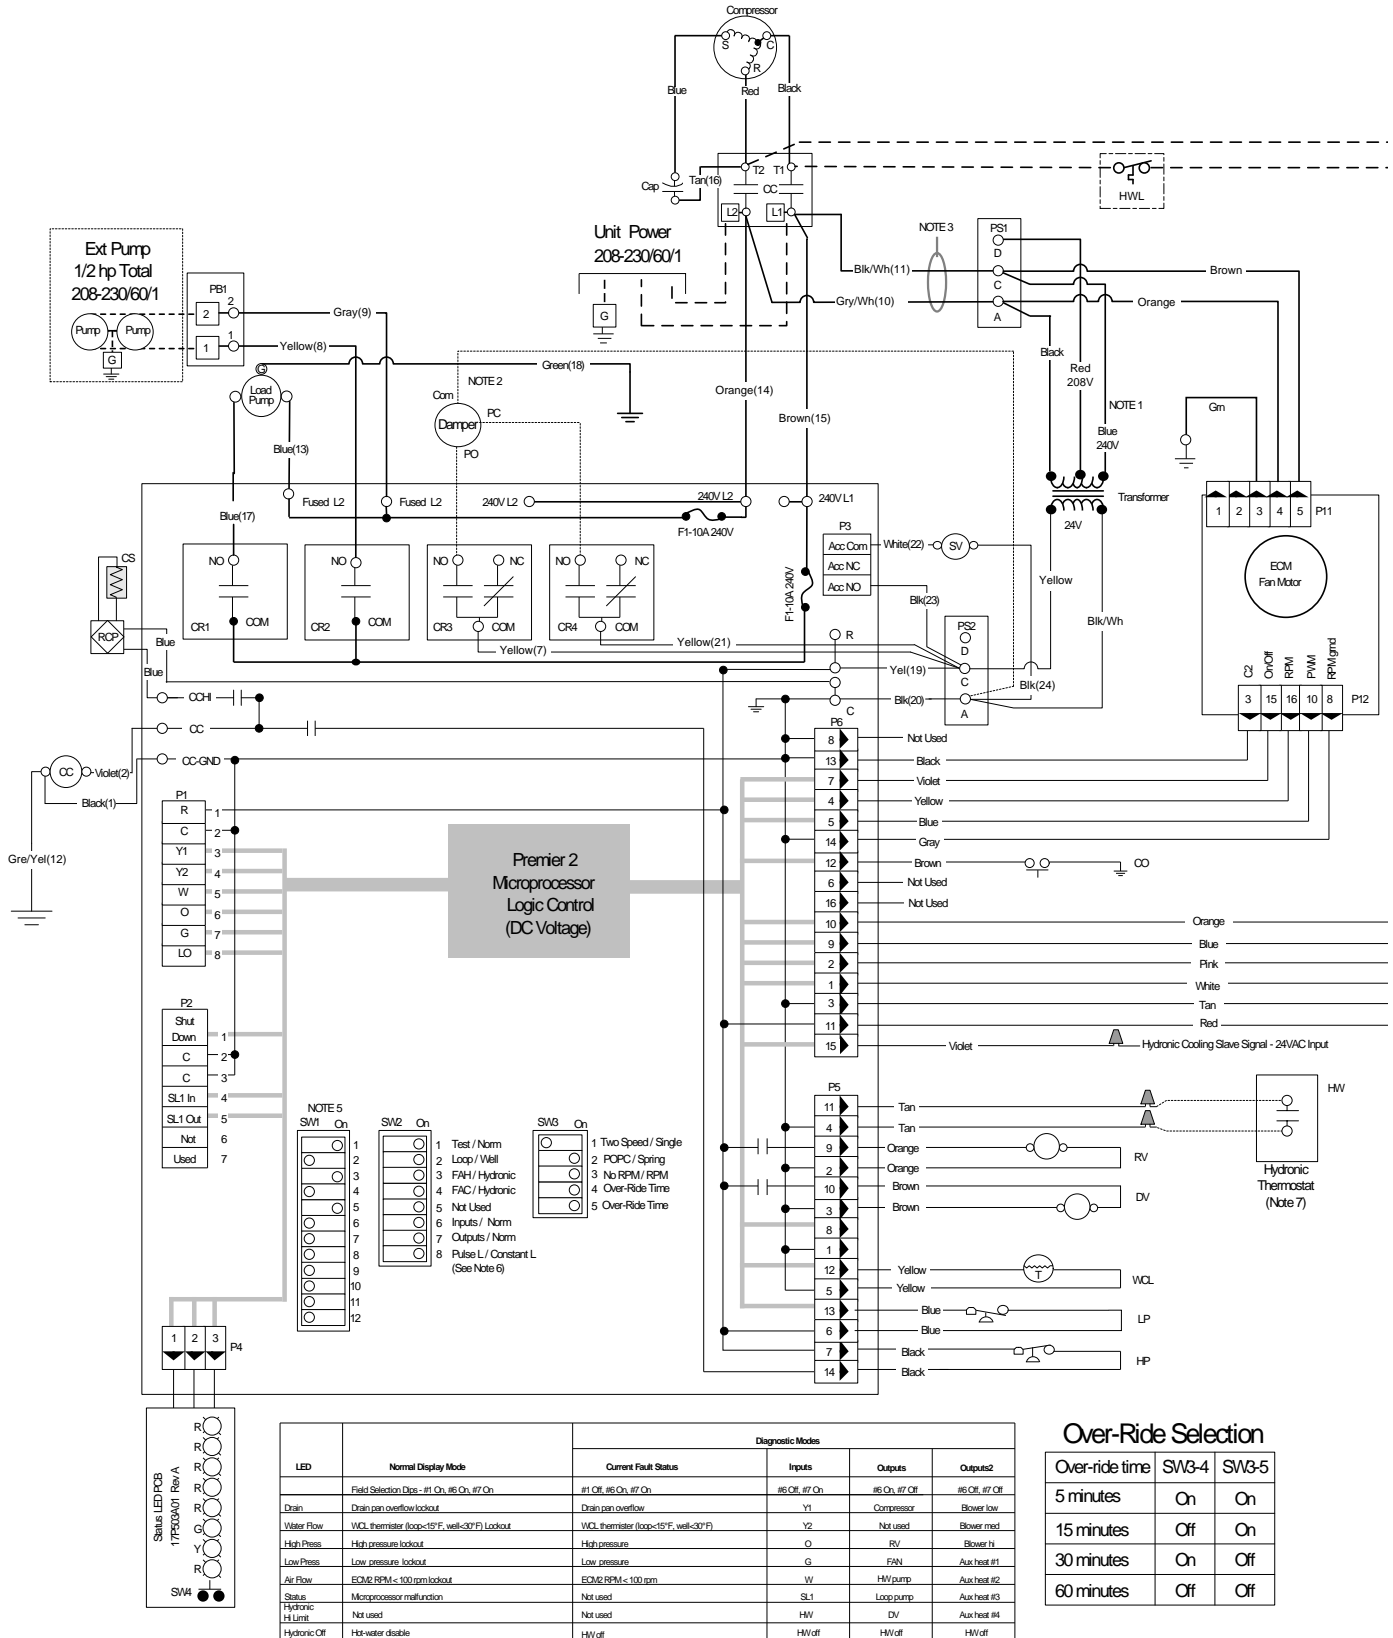 Compressor
S
C
R
Blue
Red
Black
T2
T1
Cap
Tan(16)
CC
HWL
L2
L1
Unit Power
208-230/60/1
G
NOTE 3
PS1
D
C
A
Blk/Wh(11)
Gry/Wh(10)
Brown
Orange
Ext Pump
1/2 hp Total
208-230/60/1
Pump
Pump
G
PB1
2
2
1
1
Gray(9)
Yellow(8)
G
Load
Pump
Green(18)
NOTE 2
Com
Damper
PC
PO
Orange(14)
Brown(15)
Black
Red
208V
NOTE 1
Blue
240V
Grn
Blue(13)
Blue(17)
Fused L2
Fused L2
240V L2
240V L2
240V L1
F1-10A 240V
F1-10A 240V
Transformer
24V
1 2 3 4 5 P11
ECM
Fan Motor
P3
Acc Com
Acc NC
Acc NO
White(22)
SV
Blk(23)
Yellow
Blk/Wh
CS
RCP
Blue
Blue
NO
CR1
COM
NO
CR2
COM
NO
NC
CR3
COM
NO
NC
CR4
COM
Yellow(21)
Yellow(7)
R
Yel(19)
Blk(20)
Blk(24)
C
PS2
D
C
A
C2
On/Off
RPM
PWM
RPM grnd
3 15 16 10 8 P12
CCHI
CC
CC-GND
CC
Violet(2)
Black(1)
Gre/Yel(12)
P1
R 1
C 2
Y1 3
Y2 4
W 5
O 6
G 7
LO 8
P2
Shut
Down 1
C 2
C 3
SL1 In 4
SL1 Out 5
Not 6
Used 7
Premier 2
Microprocessor
Logic Control
(DC Voltage)
P6
8 Not Used
13 Black
7 Violet
4 Yellow
5 Blue
14 Gray
12 Brown CO
6 Not Used
16 Not Used
10 Orange
9 Blue
2 Pink
1 White
3 Tan
11 Red
15 Violet Hydronic Cooling Slave Signal - 24VAC Input
P5
11 Tan
4 Tan
9 Orange
2 Orange
RV
10 Brown
3 Brown
DV
8
1
12 Yellow
T
5 Yellow
WCL
13 Blue
6 Blue
LP
7 Black
14 Black
HP
HW
Hydronic
Thermostat
(Note 7)
NOTE 5
SW1 On
1
2
3
4
5
6
7
8
9
10
11
12
SW2 On
1 Test / Norm
2 Loop / Well
3 FAH / Hydronic
4 FAC / Hydronic
5 Not Used
6 Inputs / Norm
7 Outputs / Norm
8 Pulse L / Constant L
(See Note 6)
SW3 On
1 Two Speed / Single
2 POPC / Spring
3 No RPM / RPM
4 Over-Ride Time
5 Over-Ride Time
1 2 3 P4
Status LED PCB
17P503A01 Rev A
R
R
R
R
R
G
Y
R
SW4
Diagnostic Modes
LED Normal Display Mode Current Fault Status Inputs Outputs Outputs2
Field Selection Dips - #1 On, #6 On, #7 On #1 Off, #6 On, #7 On #6 Off, #7 On #6 On, #7 Off #6 Off, #7 Off
Drain Drain pan overflow lockout Drain pan overflow Y1 Compressor Blower low
Water Flow WCL thermister (loop<15°F, well<30°F) Lockout WCL thermister (loop<15°F, well<30°F) Y2 Not used Blower med
High Press High pressure lockout High pressure O RV Blower hi
Low Press Low pressure lockout Low pressure G FAN Aux heat #1
Air Flow ECM2 RPM < 100 rpm lockout ECM2 RPM < 100 rpm W HW pump Aux heat #2
Status Microprocessor malfunction Not used SL1 Loop pump Aux heat #3
Hydronic
Hi Limit Not used Not used HW DV Aux heat #4
Hydronic Off Hot-water disable HW off HW off HW off HW off
Over-Ride Selection
Over-ride time SW3-4 SW3-5
5 minutes On On
15 minutes Off On
30 minutes On Off
60 minutes Off Off